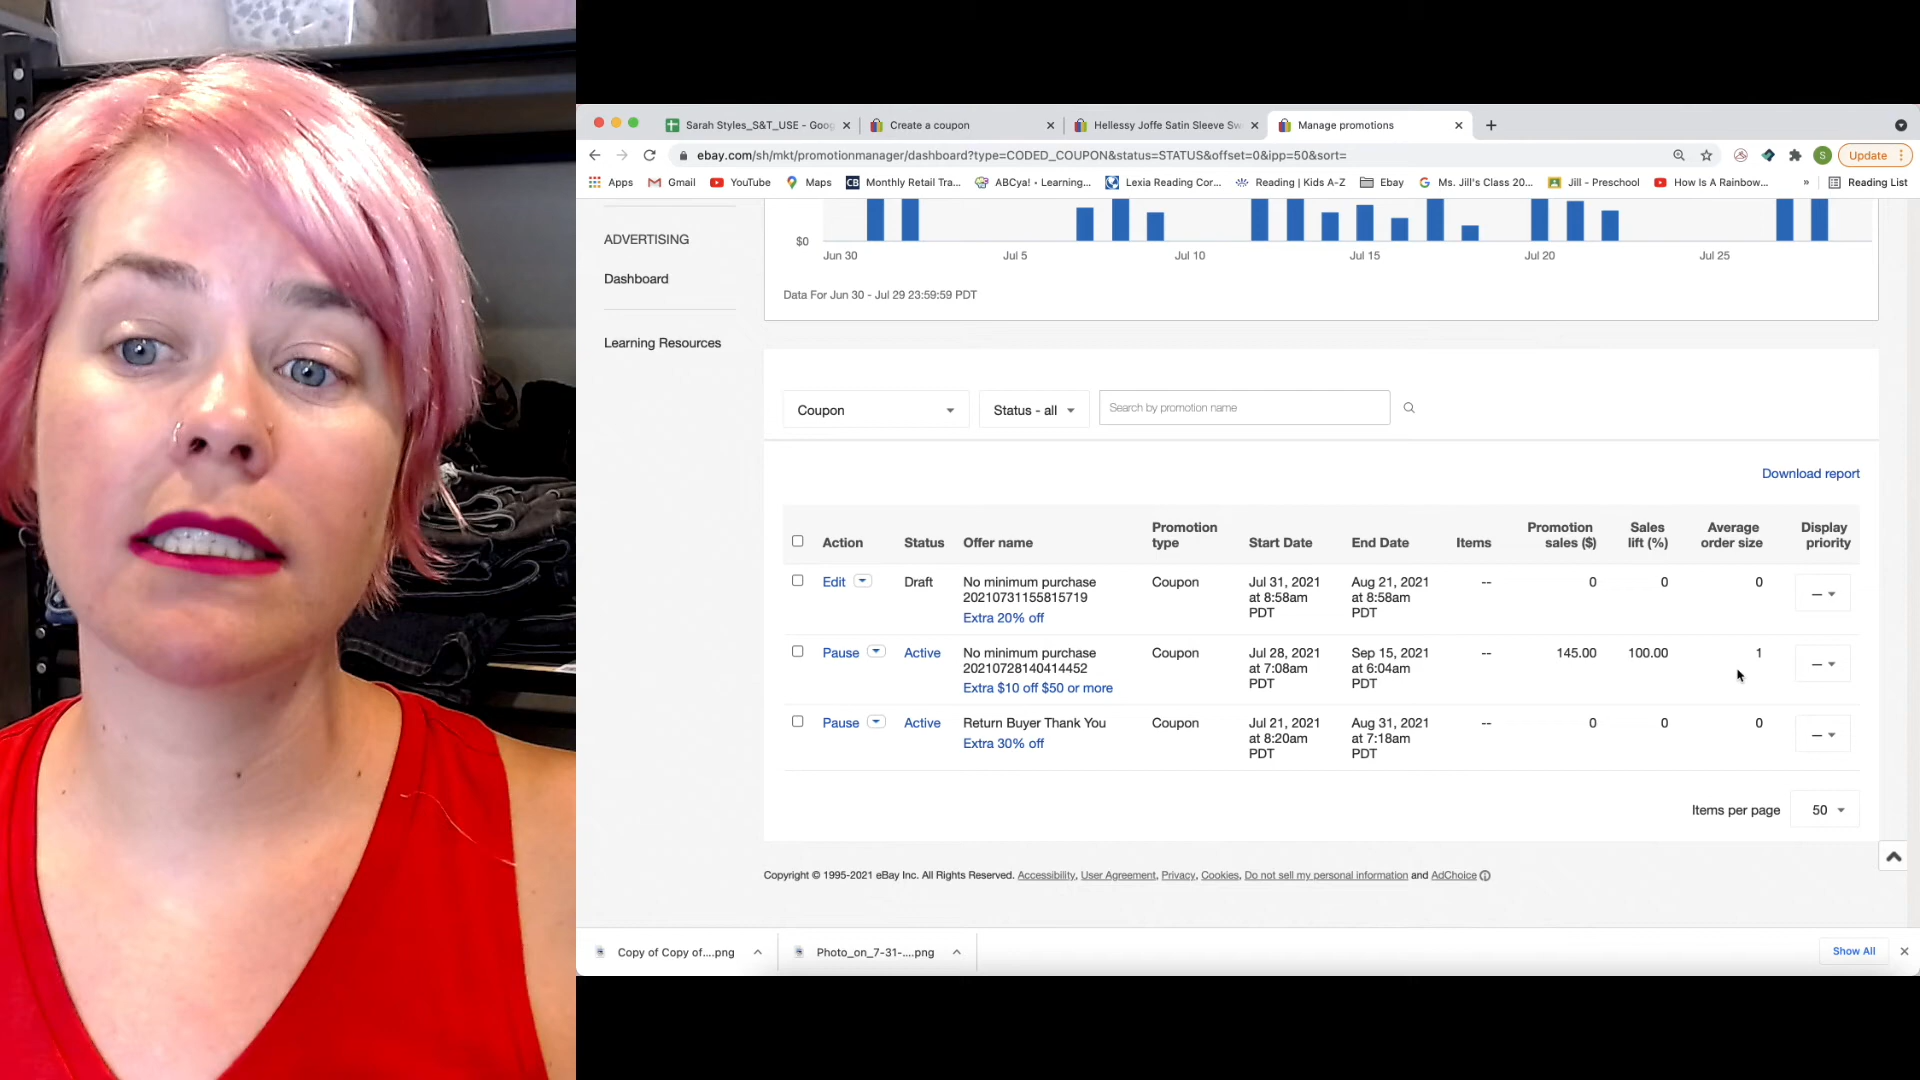 Sarah Styles_S&T_USE - Goog
Create a coupon
Hellessy Joffe Satin Sleeve Sw
Manage promotions
ebay.com/sh/mkt/promotionmanager/dashboard?type=CODED_COUPON&status=STATUS&offset=0&ipp=50&sort=
S
Update
Apps
Gmail
YouTube
Maps
CB Monthly Retail Tra...
ABCya! • Learning...
Lexia Reading Cor...
Reading | Kids A-Z
Ebay
G Ms. Jill's Class 20...
Jill - Preschool
How Is A Rainbow...
»
Reading List
ADVERTISING
Dashboard
Learning Resources
$0
Jun 30 Jul 5 Jul 10 Jul 15 Jul 20 Jul 25
Data For Jun 30 - Jul 29 23:59:59 PDT
Coupon
Status - all
Search by promotion name
Download report
Action Status Offer name Promotion type Start Date End Date Items Promotion sales ($) Sales lift (%) Average order size Display priority
Edit Draft No minimum purchase Coupon Jul 31, 2021 Aug 21, 2021 -- 0 0 0 —
20210731155815719 at 8:58am at 8:58am
Extra 20% off PDT PDT
Pause Active No minimum purchase Coupon Jul 28, 2021 Sep 15, 2021 -- 145.00 100.00 1 —
20210728140414452 at 7:08am at 6:04am
Extra $10 off $50 or more PDT PDT
Pause Active Return Buyer Thank You Coupon Jul 21, 2021 Aug 31, 2021 -- 0 0 0 —
Extra 30% off at 8:20am at 7:18am
PDT PDT
Items per page 50
Copyright © 1995-2021 eBay Inc. All Rights Reserved. Accessibility, User Agreement, Privacy, Cookies, Do not sell my personal information and AdChoice
Copy of Copy of....png
Photo_on_7-31-....png
Show All